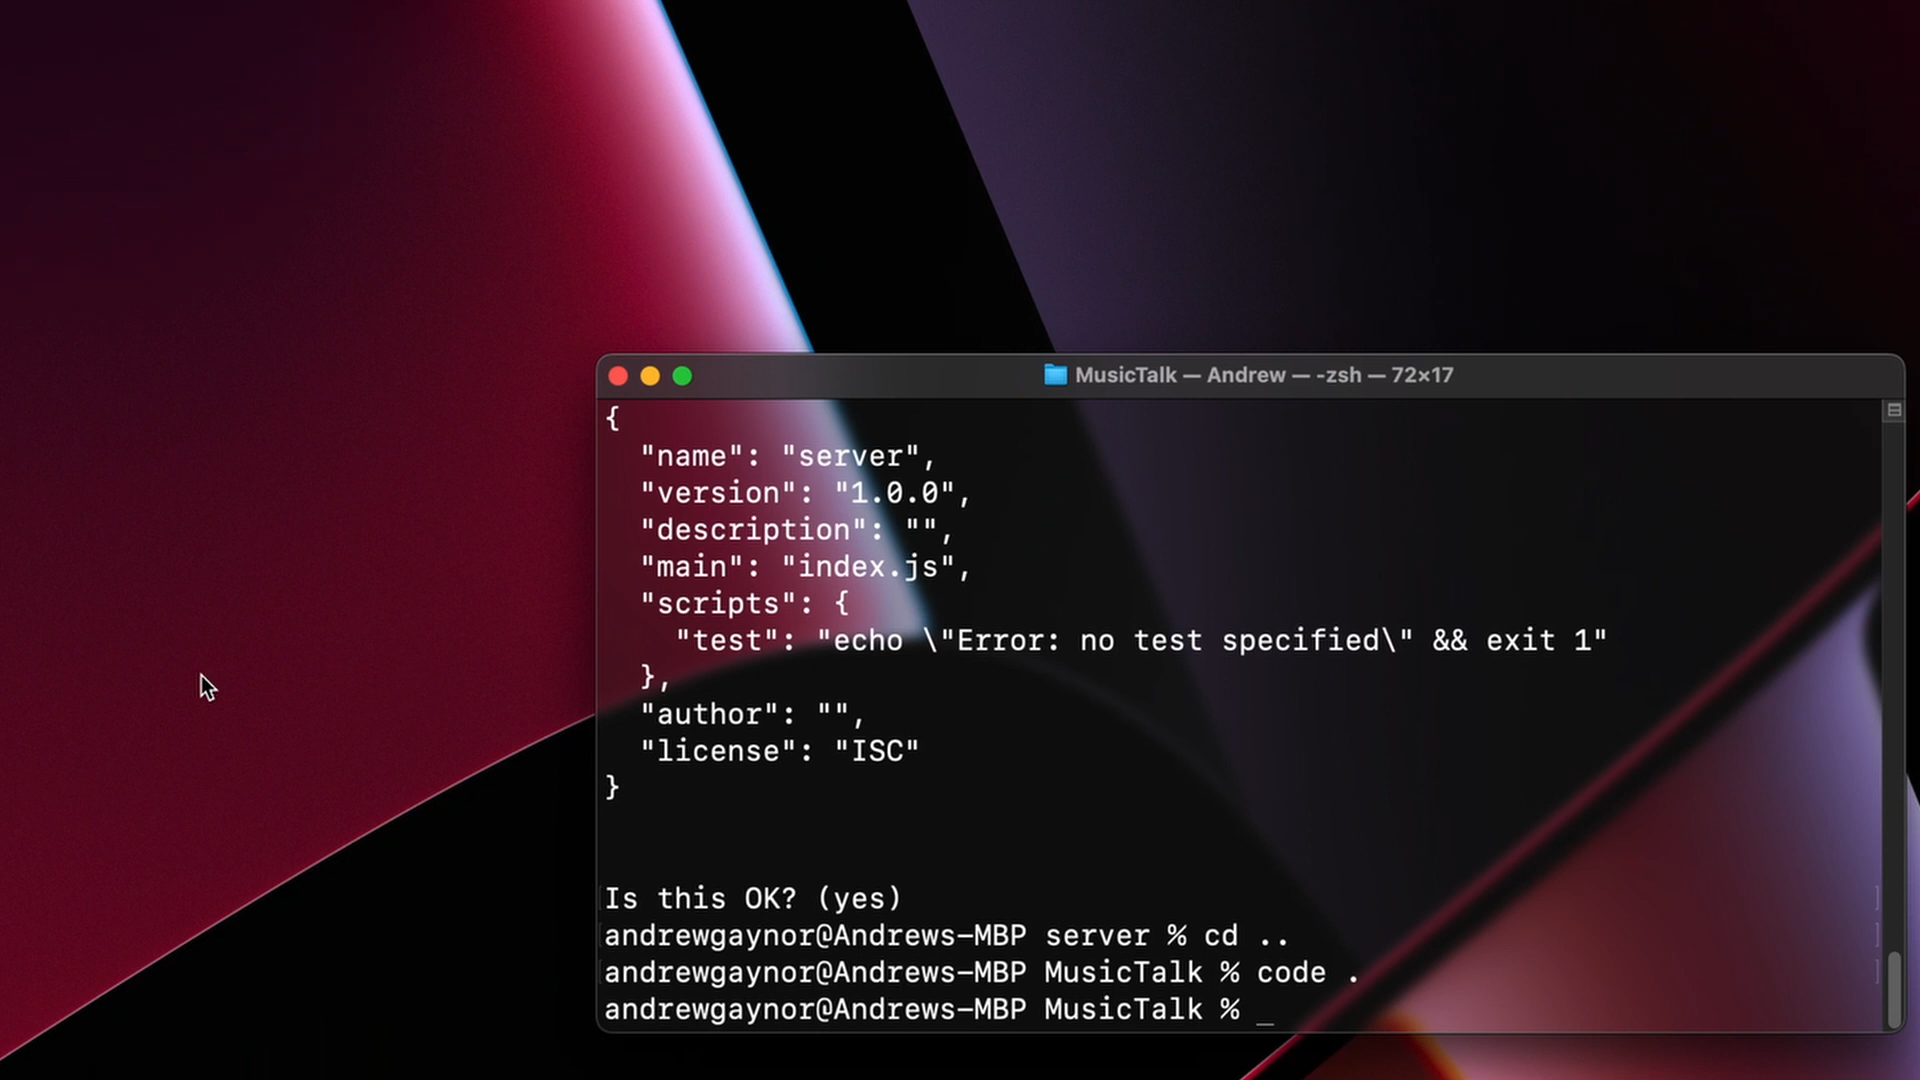 MusicTalk — Andrew — -zsh — 72×17
{
  "name": "server",
  "version": "1.0.0",
  "description": "",
  "main": "index.js",
  "scripts": {
    "test": "echo \"Error: no test specified\" && exit 1"
  },
  "author": "",
  "license": "ISC"
}
Is this OK? (yes)
andrewgaynor@Andrews-MBP server % cd ..
andrewgaynor@Andrews-MBP MusicTalk % code .
andrewgaynor@Andrews-MBP MusicTalk % _